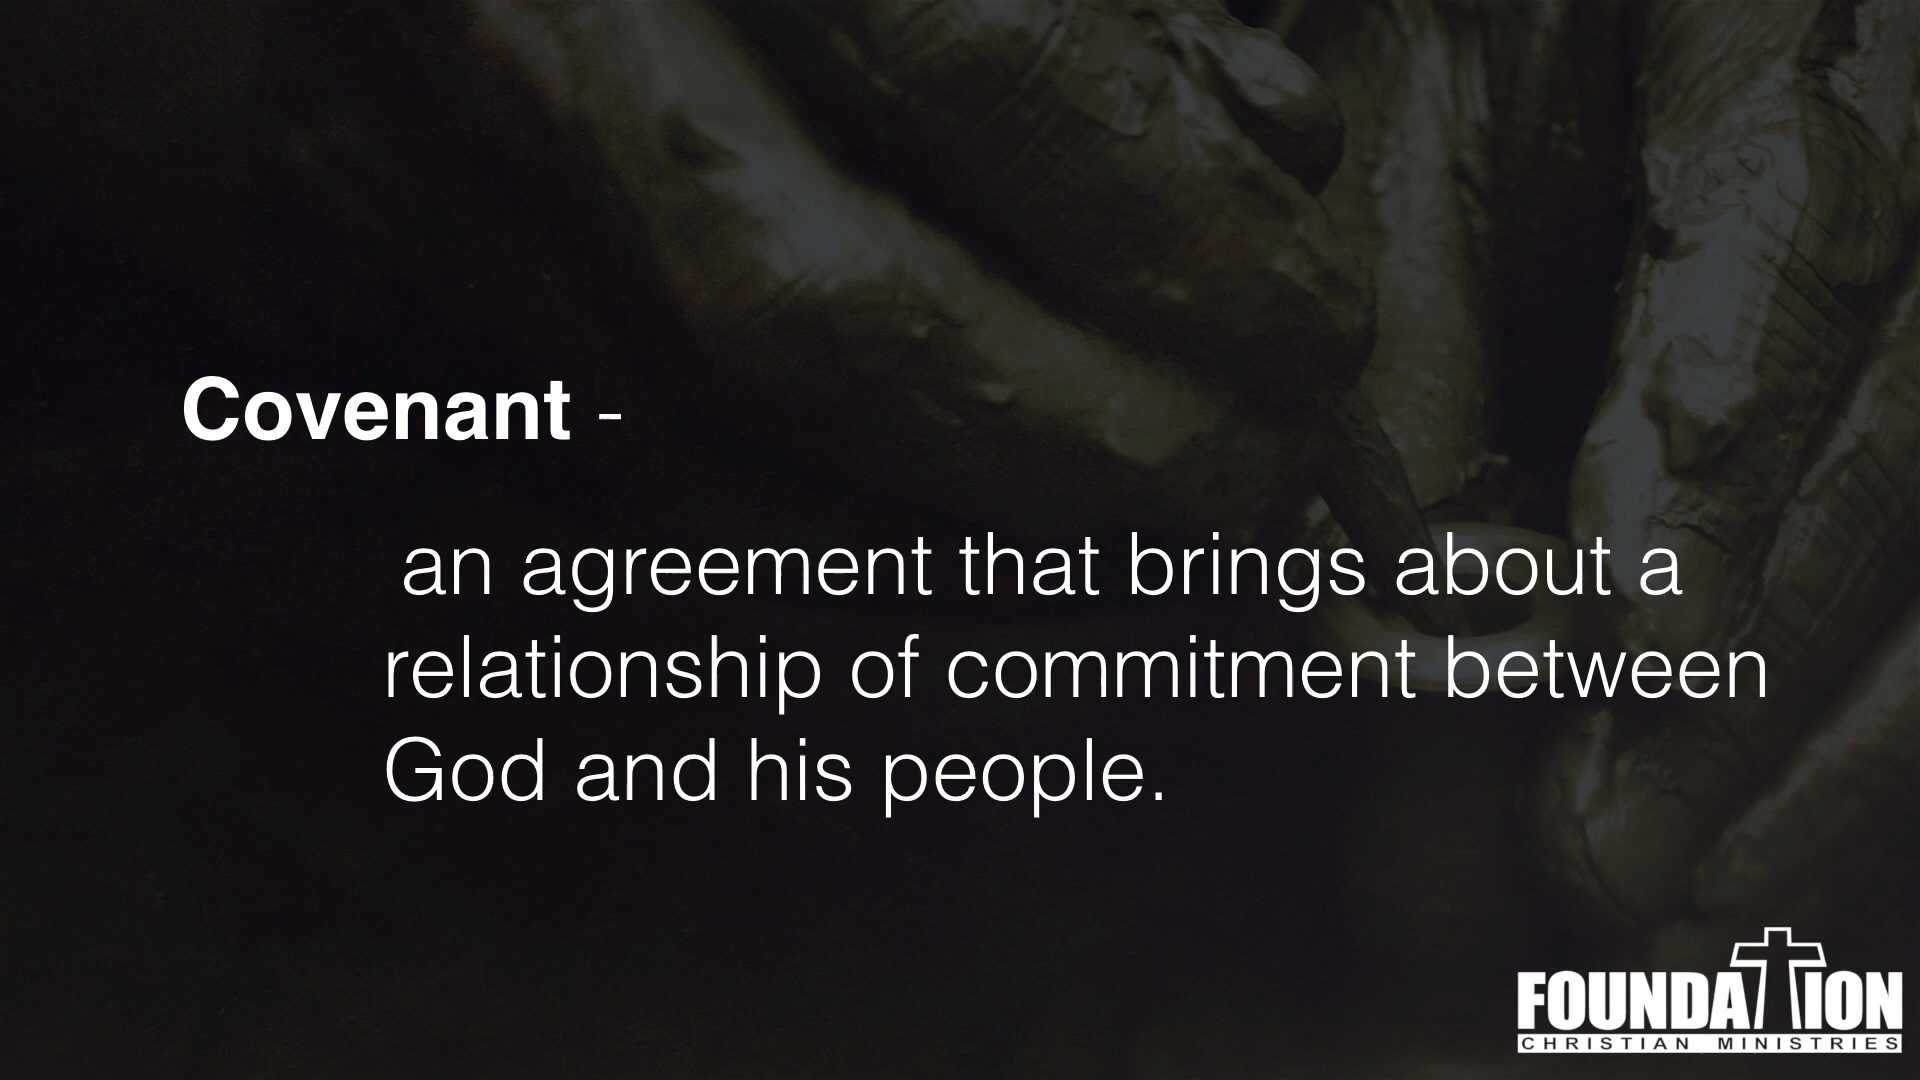 Covenant -
an agreement that brings about a
relationship of commitment between
God and his people.
FOUNDATION
CHRISTIAN MINISTRIES